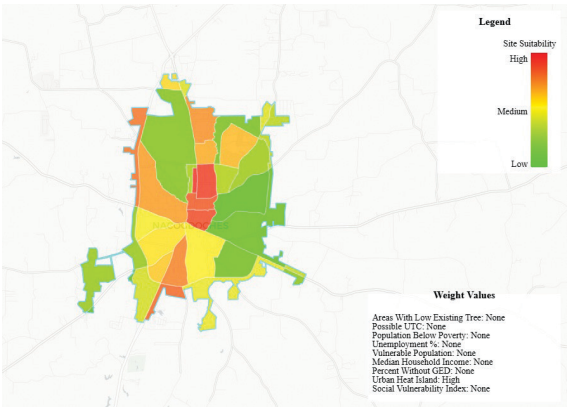 Legend
Site Suitability
High
Medium
Low
NACOGDOCHES
Weight Values
Areas With Low Existing Tree: None
Possible UTC: None
Population Below Poverty: None
Unemployment %: None
Vulnerable Population: None
Median Household Income: None
Percent Without GED: None
Urban Heat Island: High
Social Vulnerability Index: None